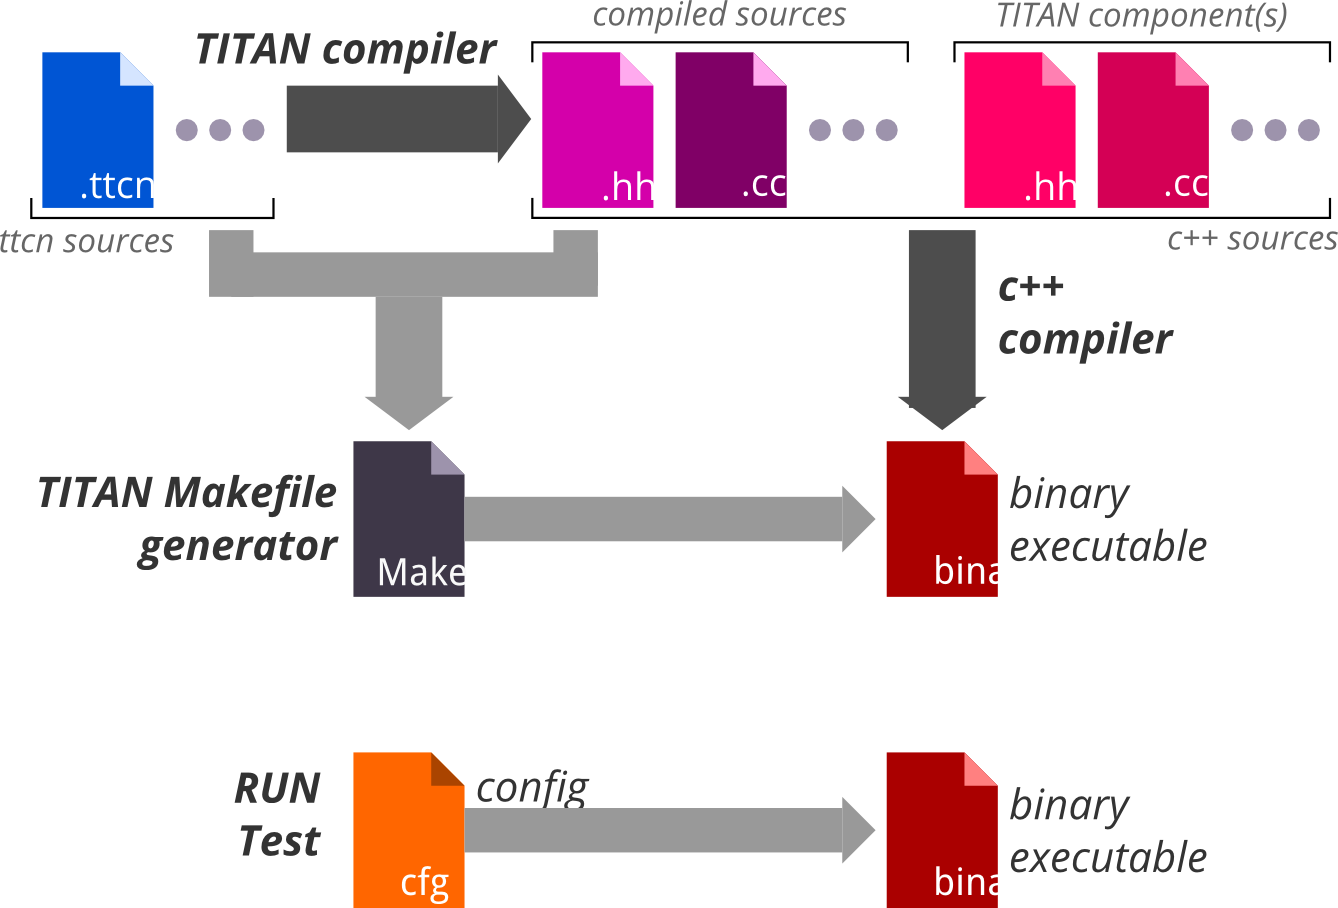 compiled sources
TITAN component(s)
TITAN compiler
.ttcn
.hh
.cc
.hh
.cc
ttcn sources
c++ sources
c++
compiler
TITAN Makefile
generator
Make
bina
binary
executable
RUN
Test
config
cfg
bina
binary
executable